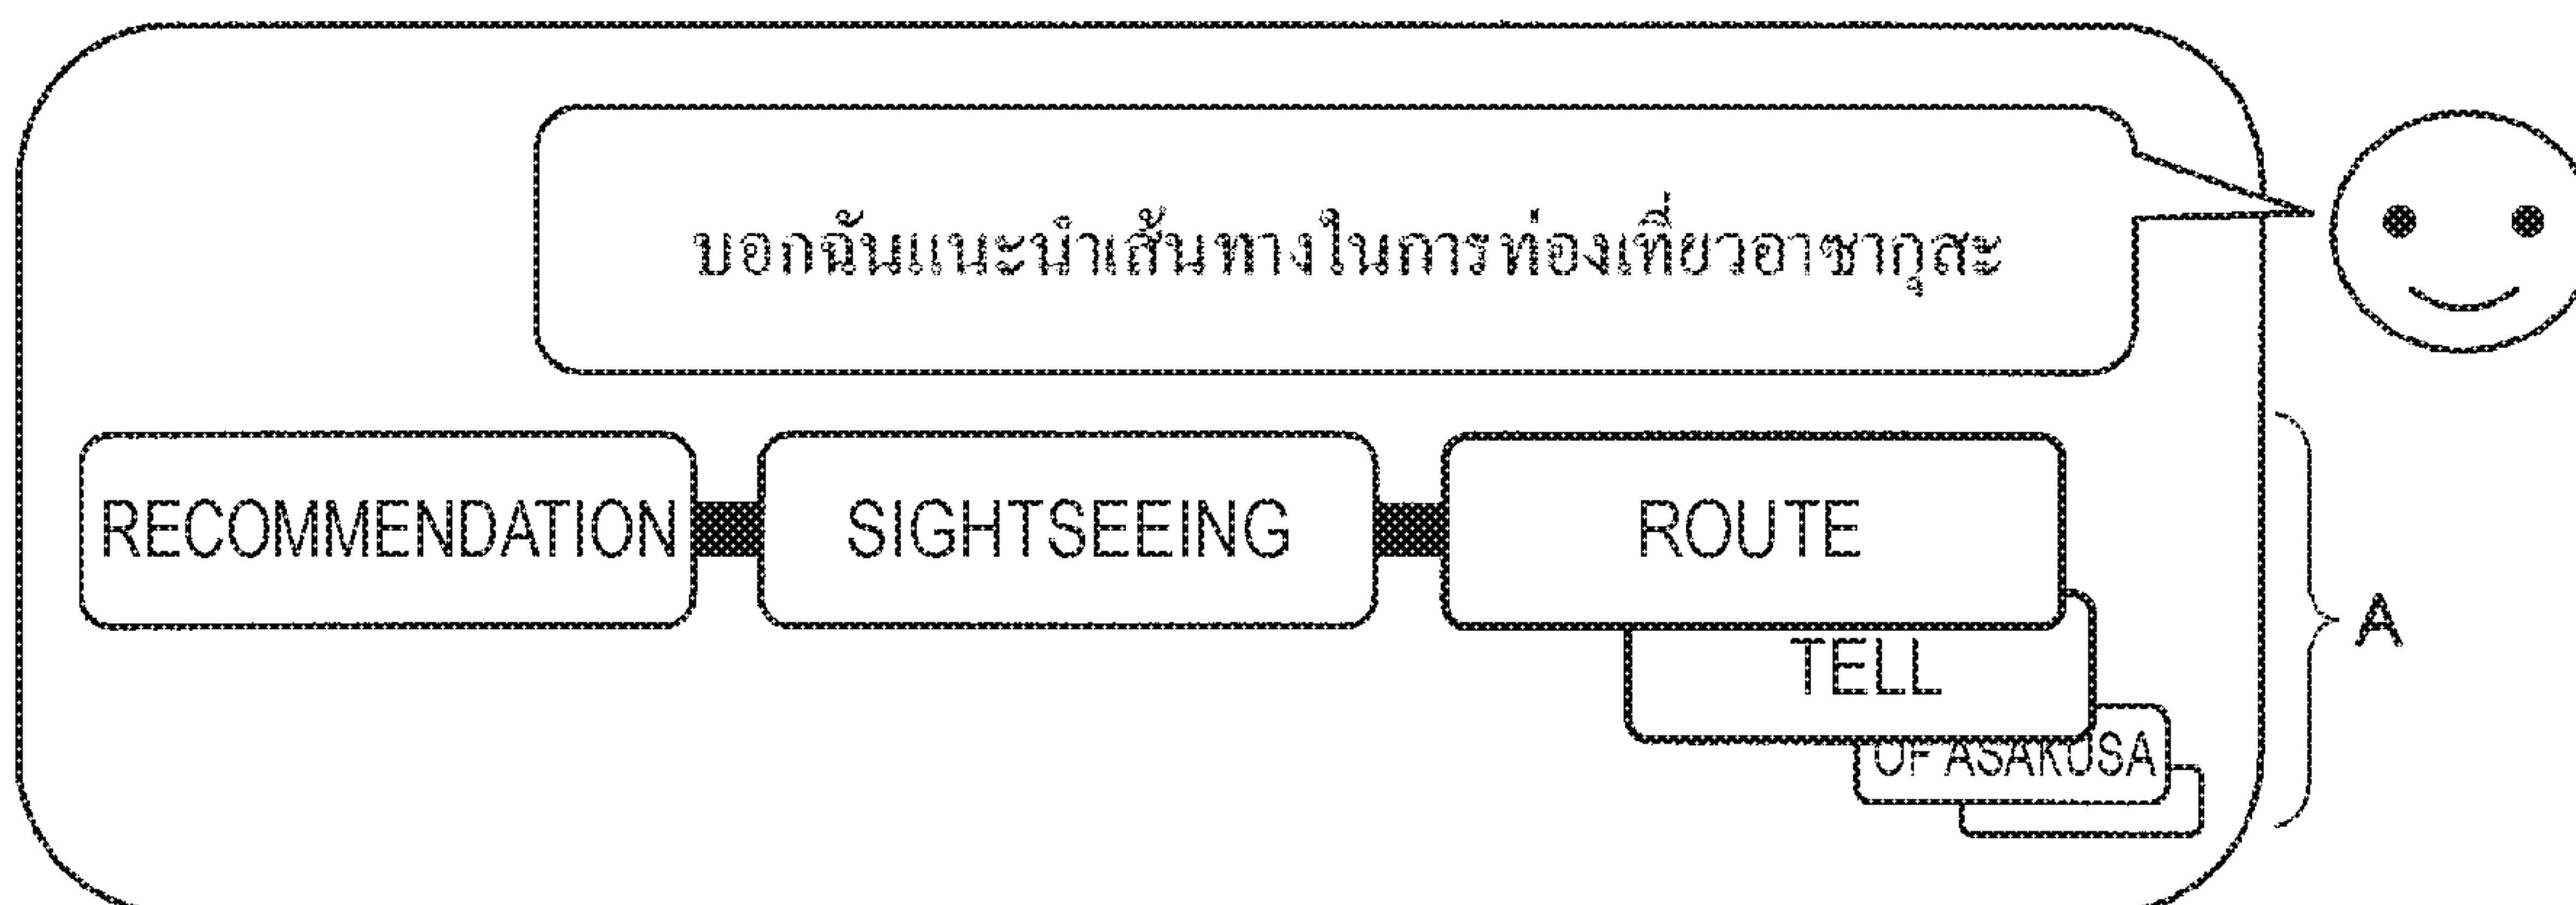 บอกฉันแนะนำเส้นทางในการท่องเที่ยวอาซากุสะ
RECOMMENDATION SIGHTSEEING ROUTE
TELL
OF ASAKUSA
A